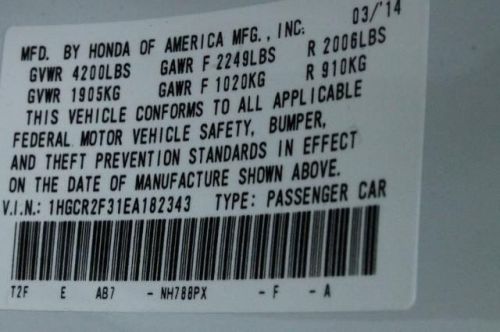 03/'14
MFD. BY HONDA OF AMERICA MFG., INC.
GVWR 4200LBS GAWR F 2249LBS R 2006LBS
GVWR 1905KG GAWR F 1020KG R 910KG
THIS VEHICLE CONFORMS TO ALL APPLICABLE
FEDERAL MOTOR VEHICLE SAFETY, BUMPER,
AND THEFT PREVENTION STANDARDS IN EFFECT
ON THE DATE OF MANUFACTURE SHOWN ABOVE.
V.I.N.: 1HGCR2F31EA182343 TYPE: PASSENGER CAR
T2F E AB7 - NH788PX - F - A